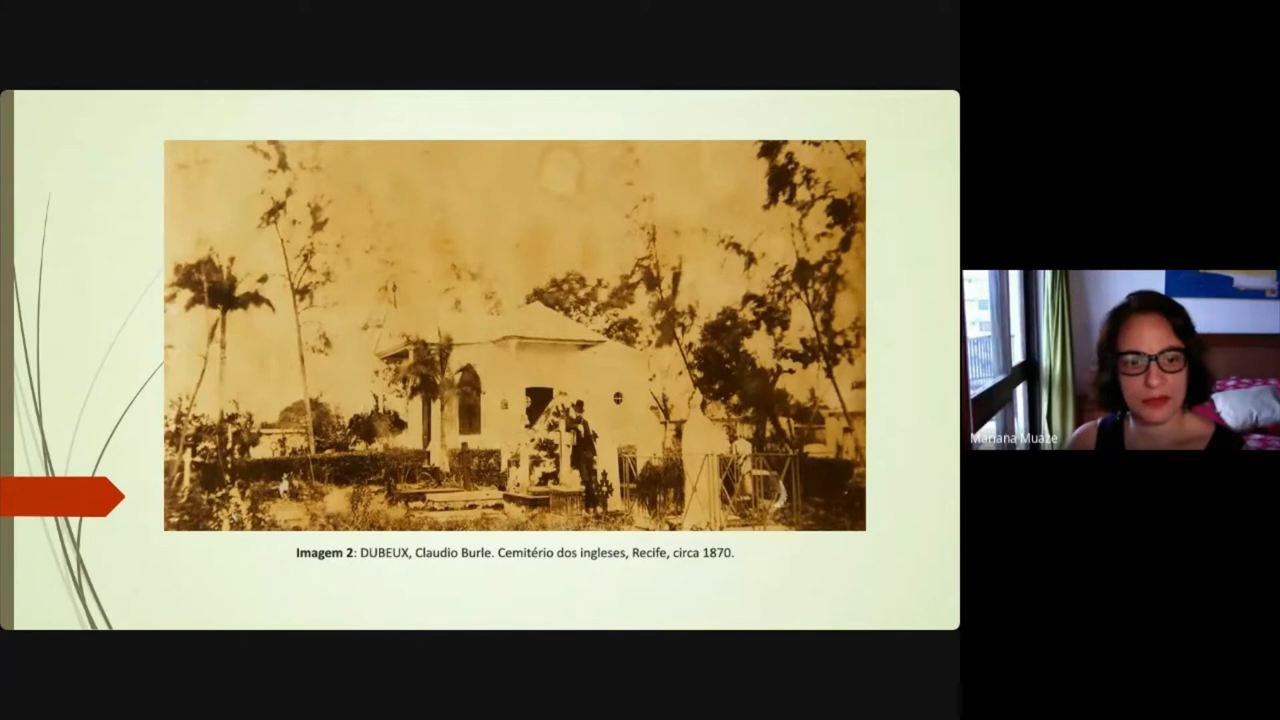 Imagem 2: DUBEUX, Claudio Burle. Cemitério dos ingleses, Recife, circa 1870.
Mariana Muaze